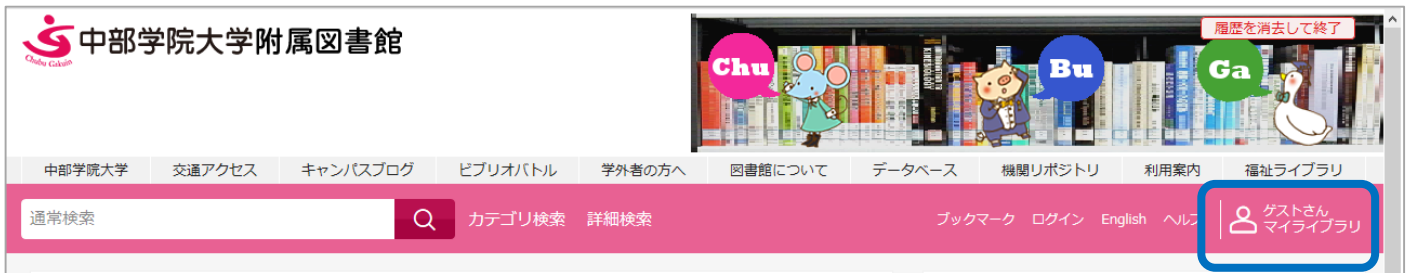 中部学院大学附属図書館
Chubu Gakuin
履歴を消去して終了
Chu
Bu
Ga
中部学院大学 交通アクセス キャンパスブログ ビブリオバトル 学外者の方へ 図書館について データベース 機関リポジトリ 利用案内 福祉ライブラリ
通常検索 カテゴリ検索 詳細検索 ブックマーク ログイン English ヘルプ ゲストさん
マイライブラリ